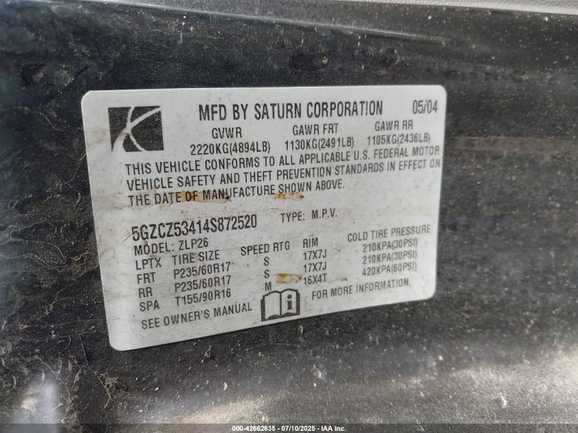 MFD BY SATURN CORPORATION 05/04
GVWR GAWR FRT GAWR RR
2220KG(4894LB) 1130KG(2491LB) 1105KG(2436LB)
THIS VEHICLE CONFORMS TO ALL APPLICABLE U.S. FEDERAL MOTOR
VEHICLE SAFETY AND THEFT PREVENTION STANDARDS IN EFFECT ON
THE DATE OF MANUFACTURE SHOWN ABOVE.
5GZCZ53414S872520 TYPE: M.P.V.
MODEL: ZLP26
LPTX TIRE SIZE SPEED RTG RIM COLD TIRE PRESSURE
FRT P235/60R17 S 17X7J 210KPA(30PSI)
RR P235/60R17 S 17X7J 210KPA(30PSI)
SPA T155/90R16 M 16X4T 420KPA(60PSI)
SEE OWNER'S MANUAL FOR MORE INFORMATION.
000-42662635 - 07/10/2025 - IAA Inc.